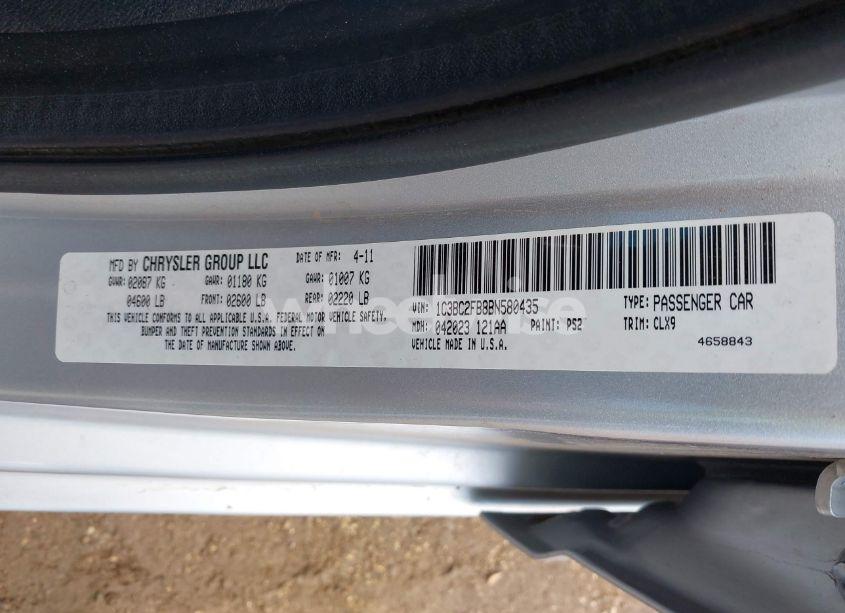 MFD BY CHRYSLER GROUP LLC DATE OF MFR: 4-11
GVWR: 02087 KG GAWR: 01180 KG GAWR: 01007 KG
04600 LB FRONT: 02600 LB REAR: 02220 LB
THIS VEHICLE CONFORMS TO ALL APPLICABLE U.S.A. FEDERAL MOTOR VEHICLE SAFETY,
BUMPER AND THEFT PREVENTION STANDARDS IN EFFECT ON
THE DATE OF MANUFACTURE SHOWN ABOVE.
VIN: 1C3BC2FB8BN580435 TYPE: PASSENGER CAR
MDH: 042023 121AA PAINT: PS2 TRIM: CLX9
VEHICLE MADE IN U.S.A. 4658843